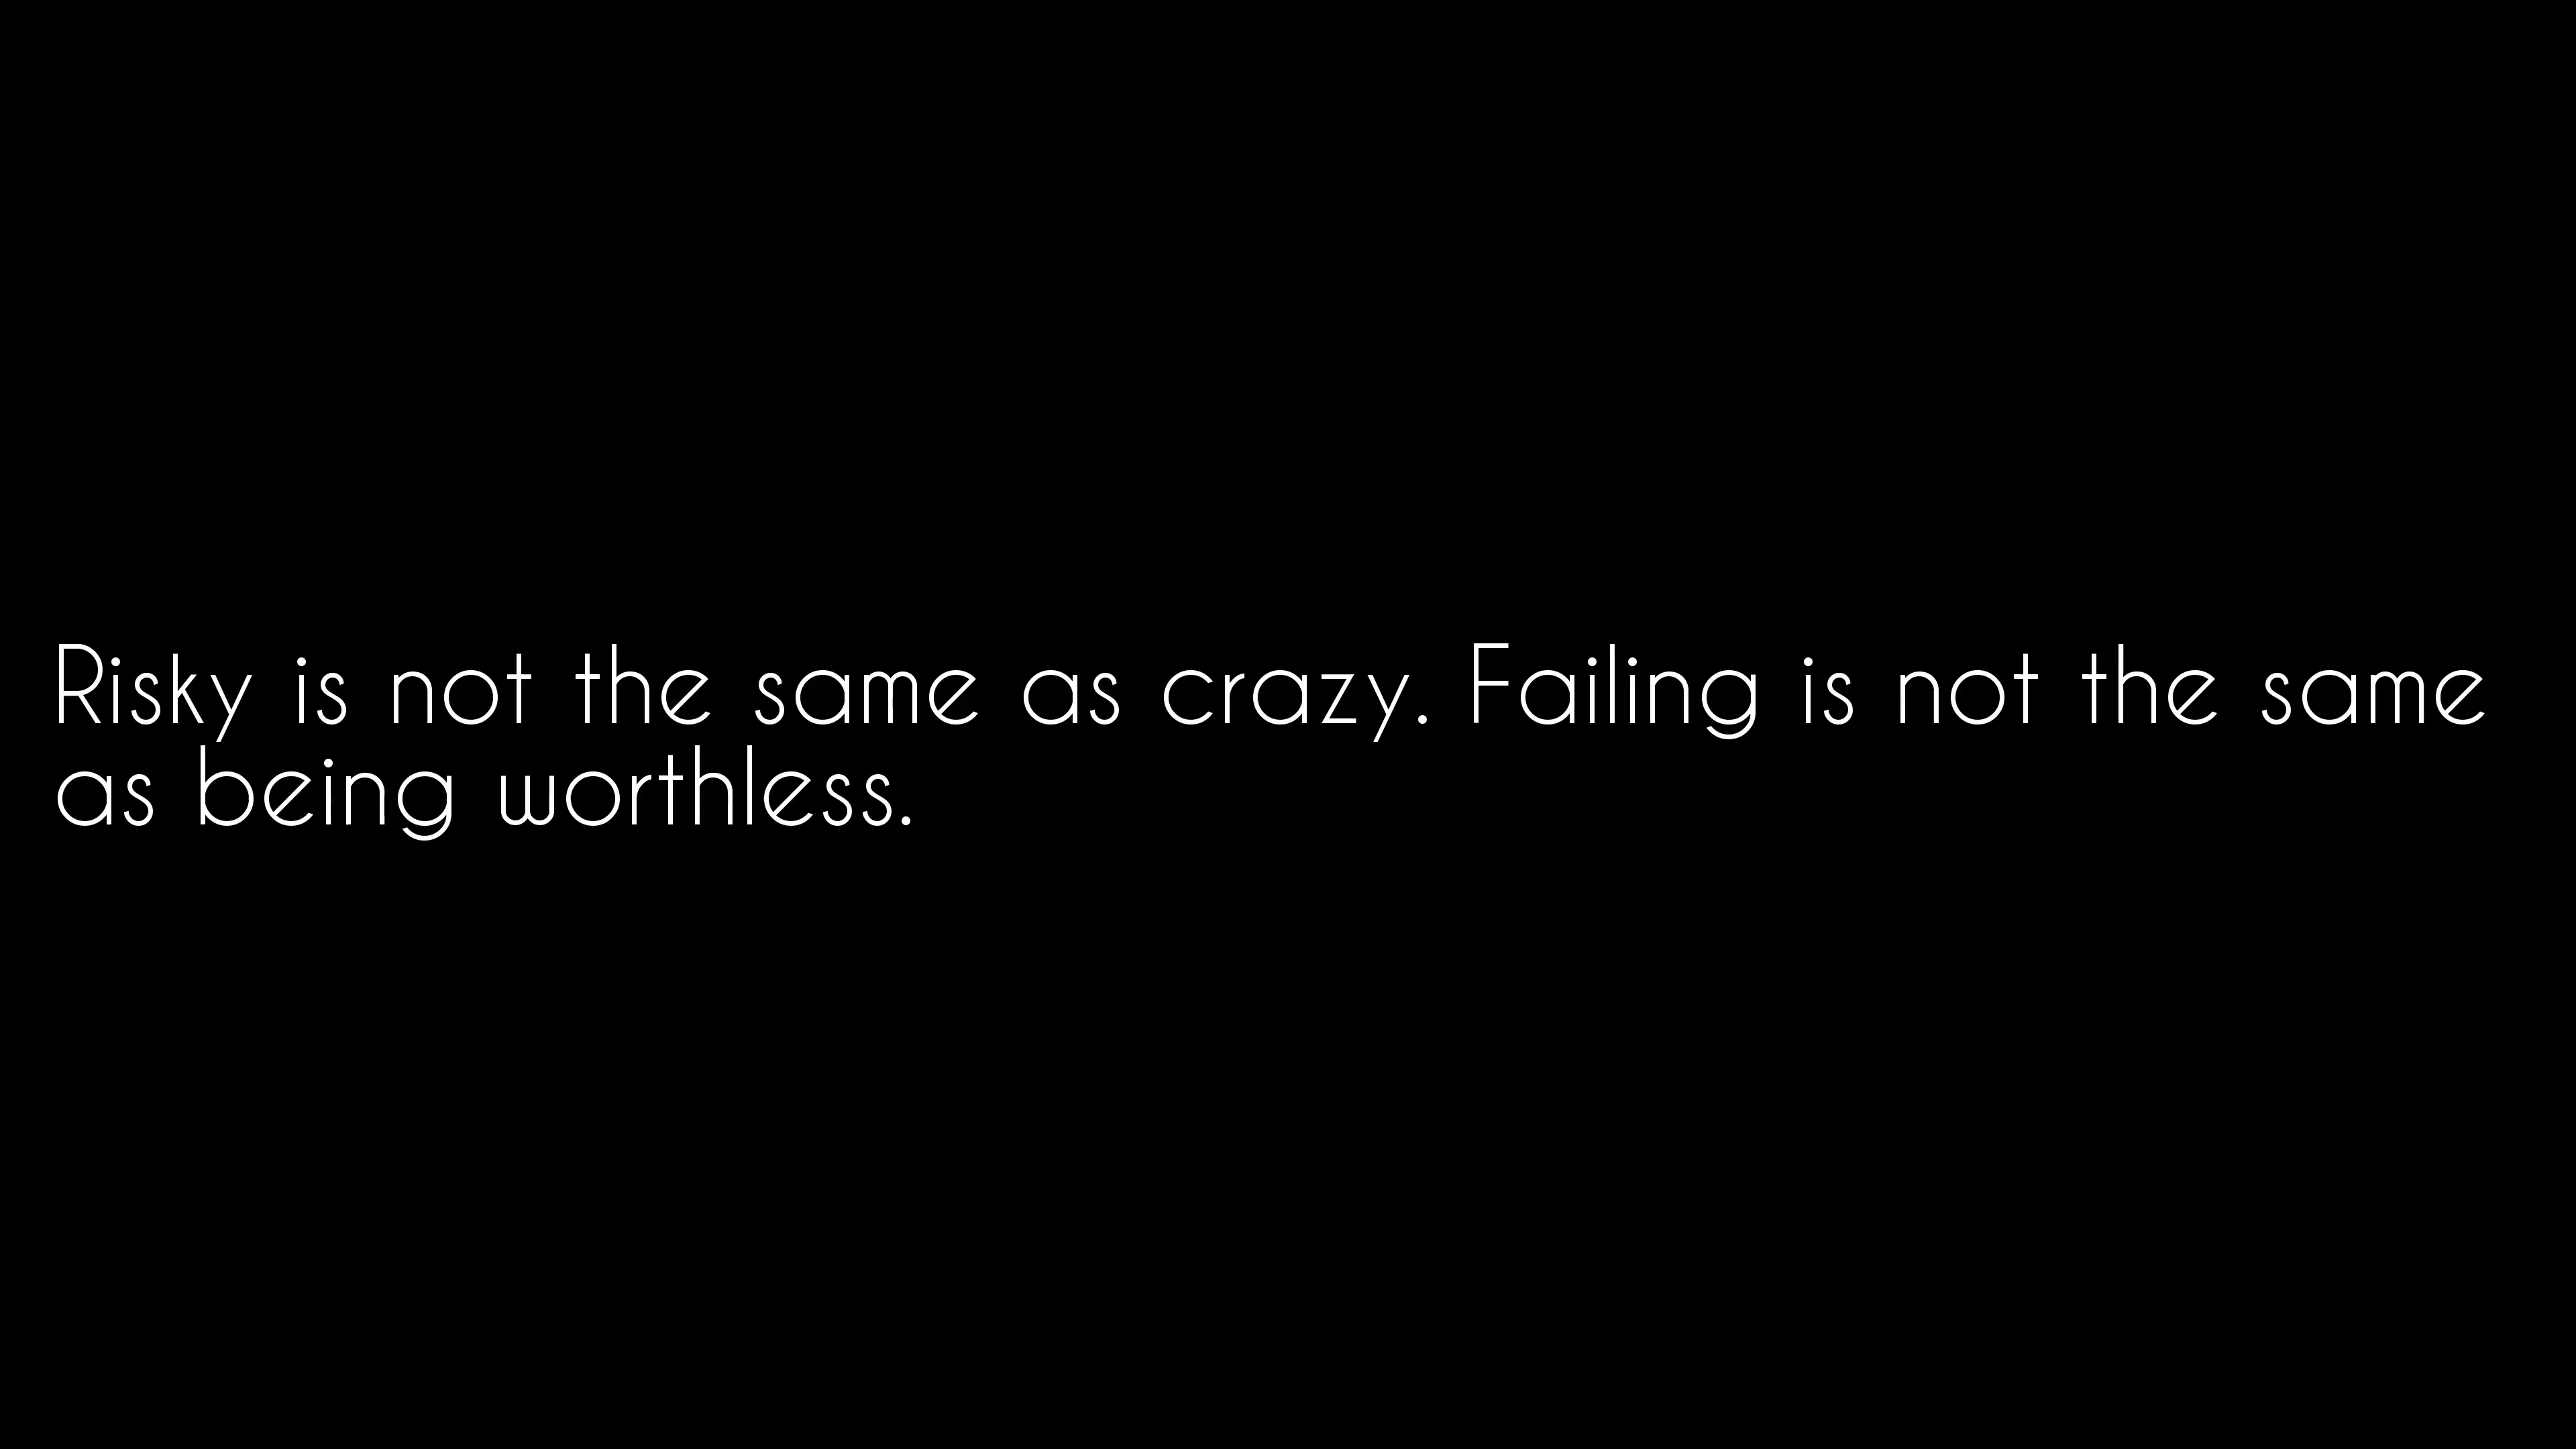 Risky is not the same as crazy. Failing is not the same
as being worthless.